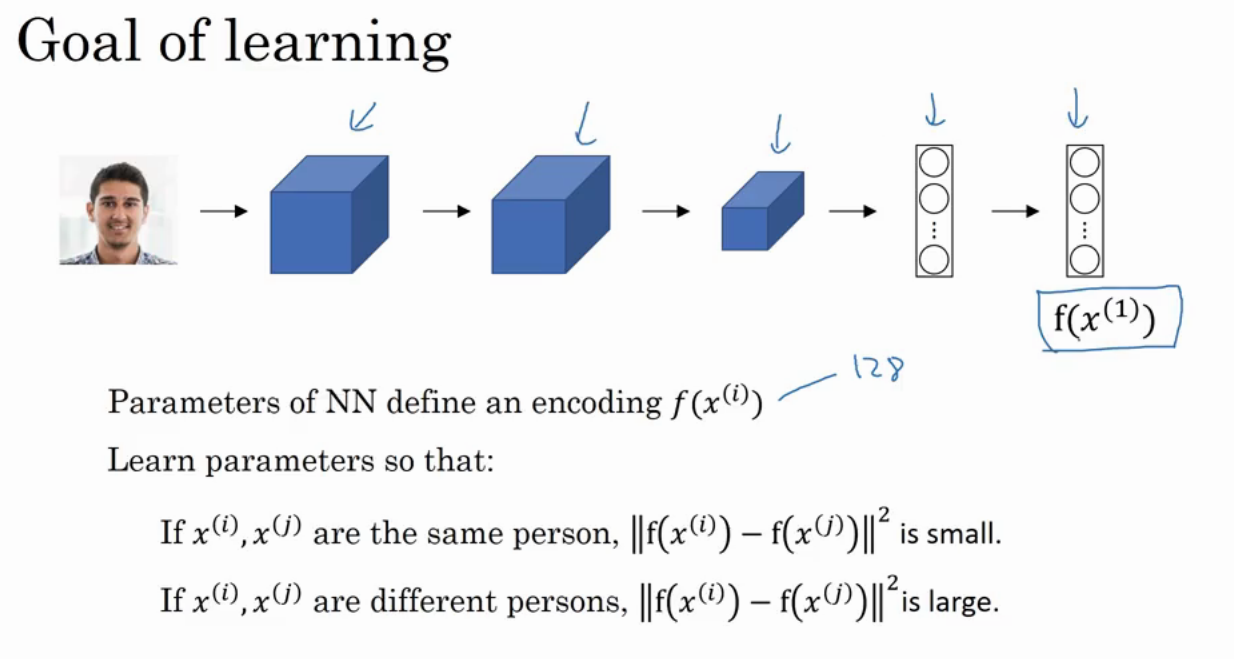 Goal of learning
f(x⁽¹⁾)
128
Parameters of NN define an encoding f(x⁽ⁱ⁾)
Learn parameters so that:
If x⁽ⁱ⁾, x⁽ʲ⁾ are the same person, ‖f(x⁽ⁱ⁾) − f(x⁽ʲ⁾)‖² is small.
If x⁽ⁱ⁾, x⁽ʲ⁾ are different persons, ‖f(x⁽ⁱ⁾) − f(x⁽ʲ⁾)‖² is large.